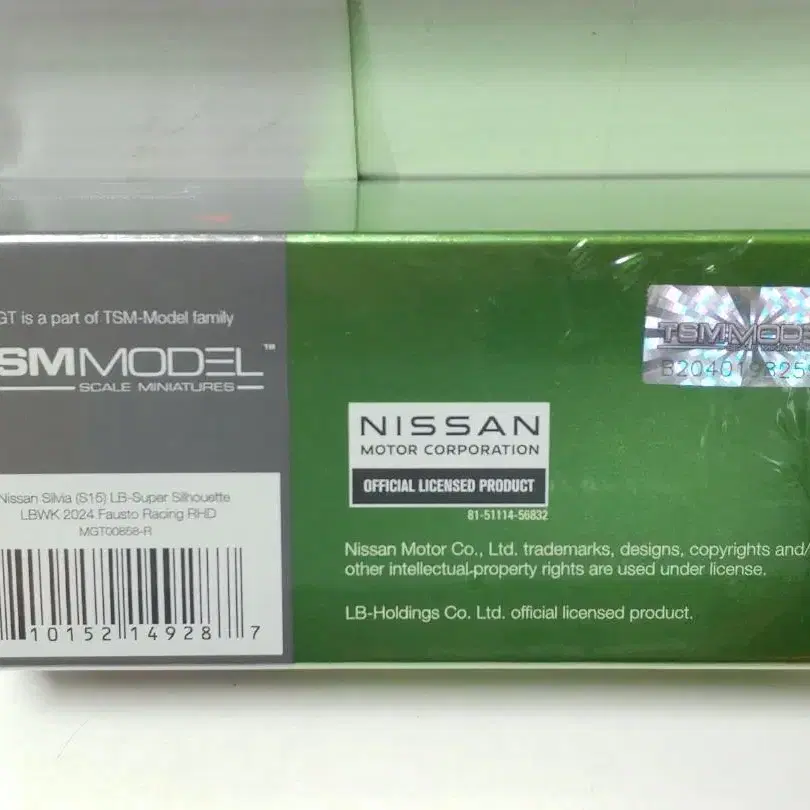 GT is a part of TSM-Model family
SMMODEL™
SCALE MINIATURES
Nissan Silvia (S15) LB-Super Silhouette
LBWK 2024 Fausto Racing RHD
MGT00858-R
10152 14928 7
NISSAN
MOTOR CORPORATION
OFFICIAL LICENSED PRODUCT
81-51114-56832
Nissan Motor Co., Ltd. trademarks, designs, copyrights and/
other intellectual-property rights are used under license.
LB-Holdings Co. Ltd. official licensed product.
TSMMODE